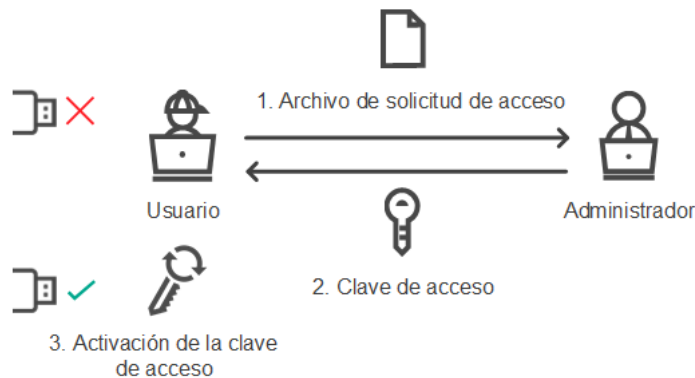 1. Archivo de solicitud de acceso
Usuario
Administrador
2. Clave de acceso
3. Activación de la clave
de acceso